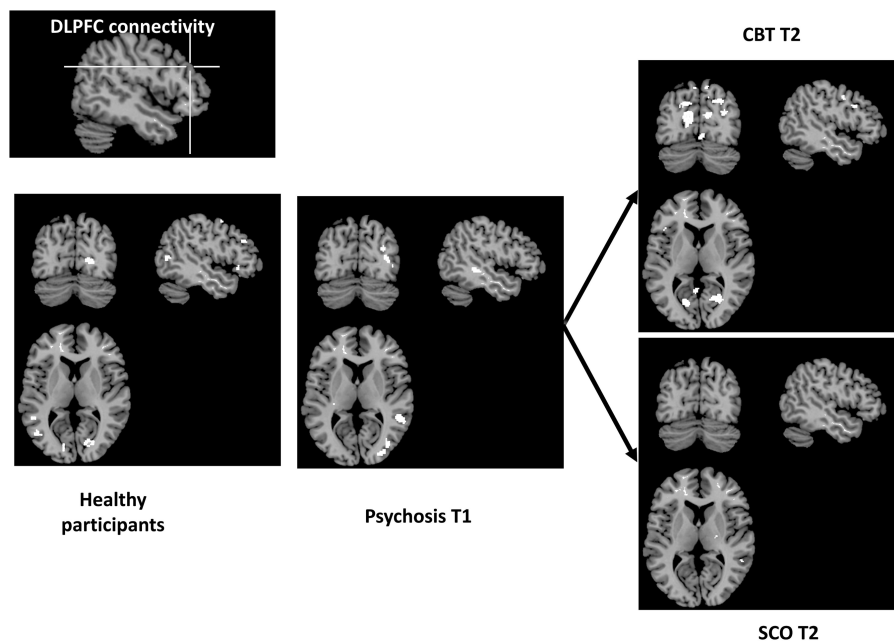 DLPFC connectivity
CBT T2
Healthy
participants
Psychosis T1
SCO T2